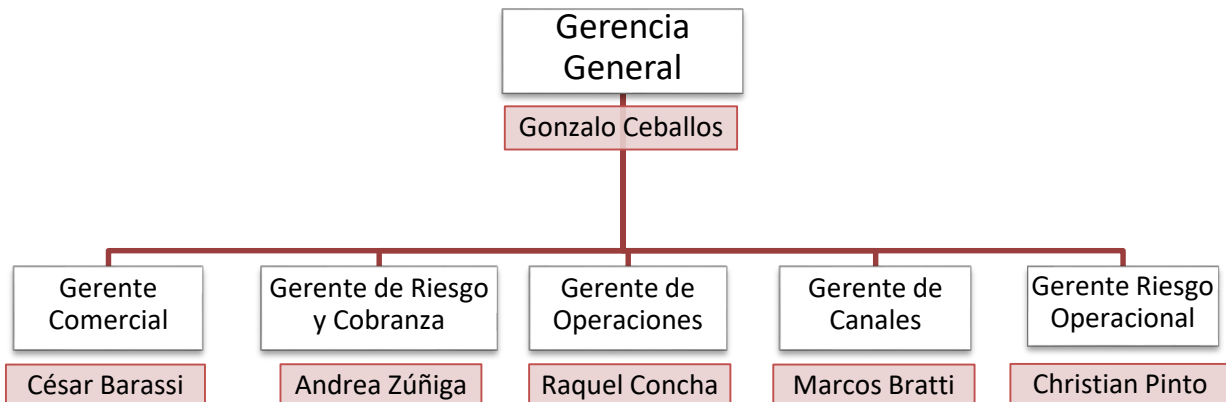 Gerencia
General
Gonzalo Ceballos
Gerente
Comercial
César Barassi
Gerente de Riesgo
y Cobranza
Andrea Zúñiga
Gerente de
Operaciones
Raquel Concha
Gerente de
Canales
Marcos Bratti
Gerente Riesgo
Operacional
Christian Pinto